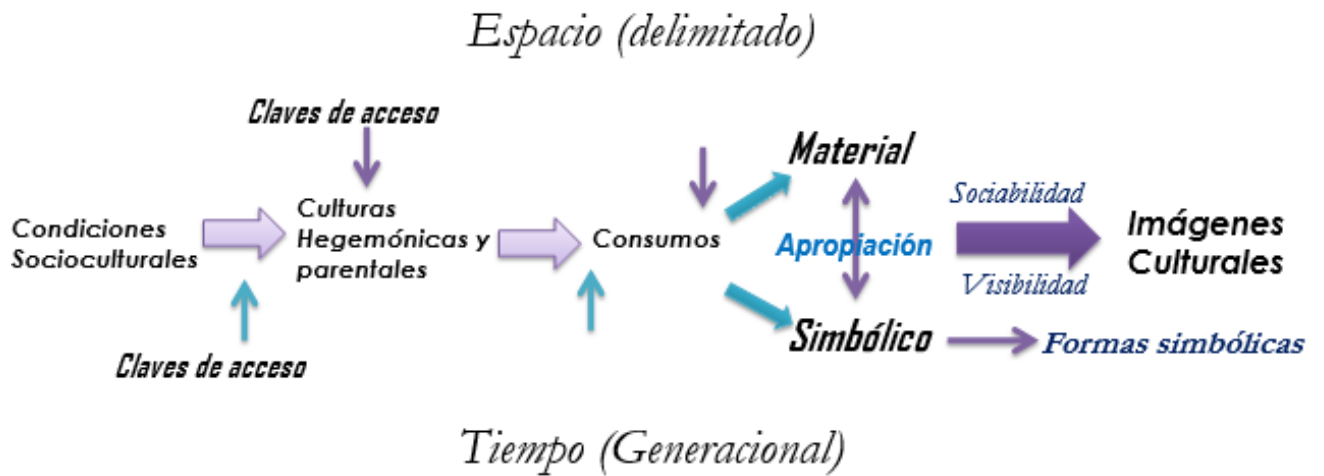 Espacio (delimitado)
Claves de acceso
Material
Sociabilidad
Condiciones
Socioculturales
Culturas
Hegemónicas y
parentales
Consumos
Apropiación
Imágenes
Culturales
Visibilidad
Simbólico
Formas simbólicas
Claves de acceso
Tiempo (Generacional)